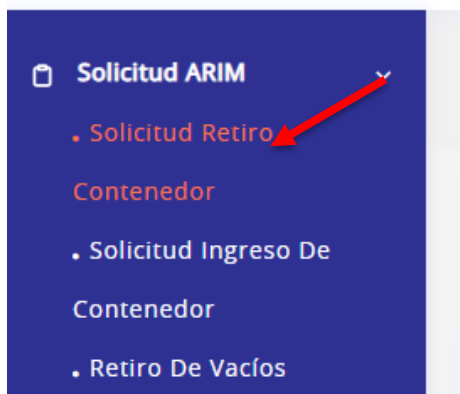 Solicitud ARIM
. Solicitud Retiro
Contenedor
. Solicitud Ingreso De
Contenedor
. Retiro De Vacíos